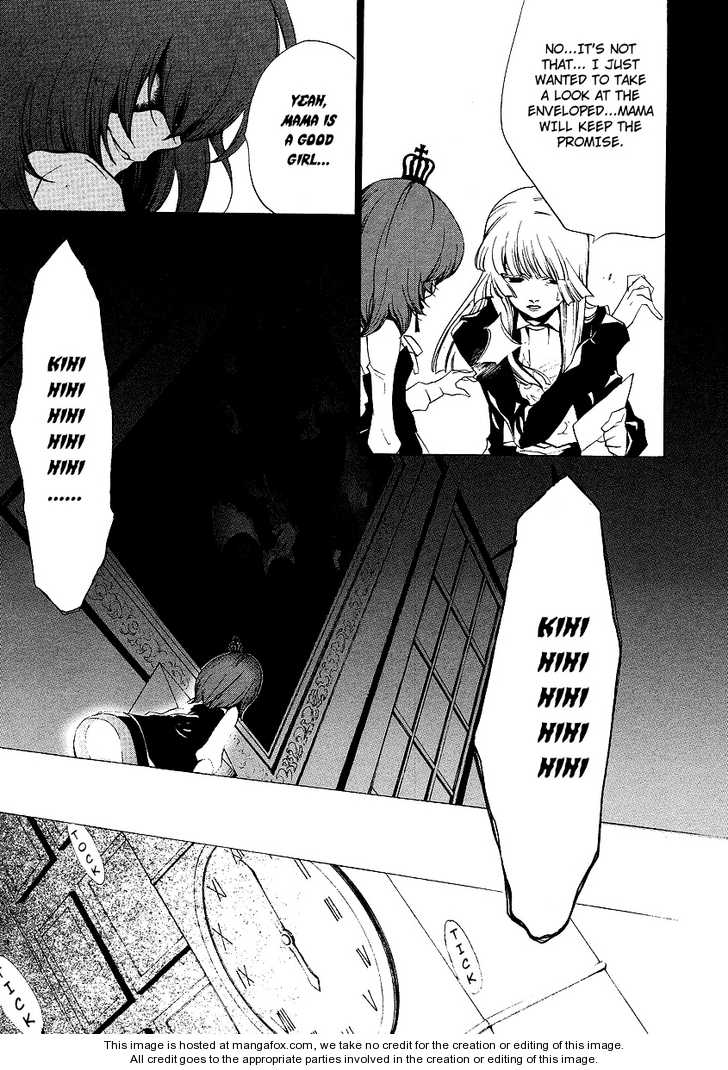 NO...IT'S NOT
THAT... I JUST
WANTED TO TAKE
A LOOK AT THE
ENVELOPED...MAMA
WILL KEEP THE
PROMISE.
YEAH,
MAMA IS
A GOOD
GIRL...
KIHI
HIHI
HIHI
HIHI
HIHI
KIHI
HIHI
HIHI
HIHI
HIHI
......
TOCK
TICK
TICK
This image is hosted at mangafox.com, we take no credit for the creation or editing of this image.
All credit goes to the appropriate parties involved in the creation or editing of this image.